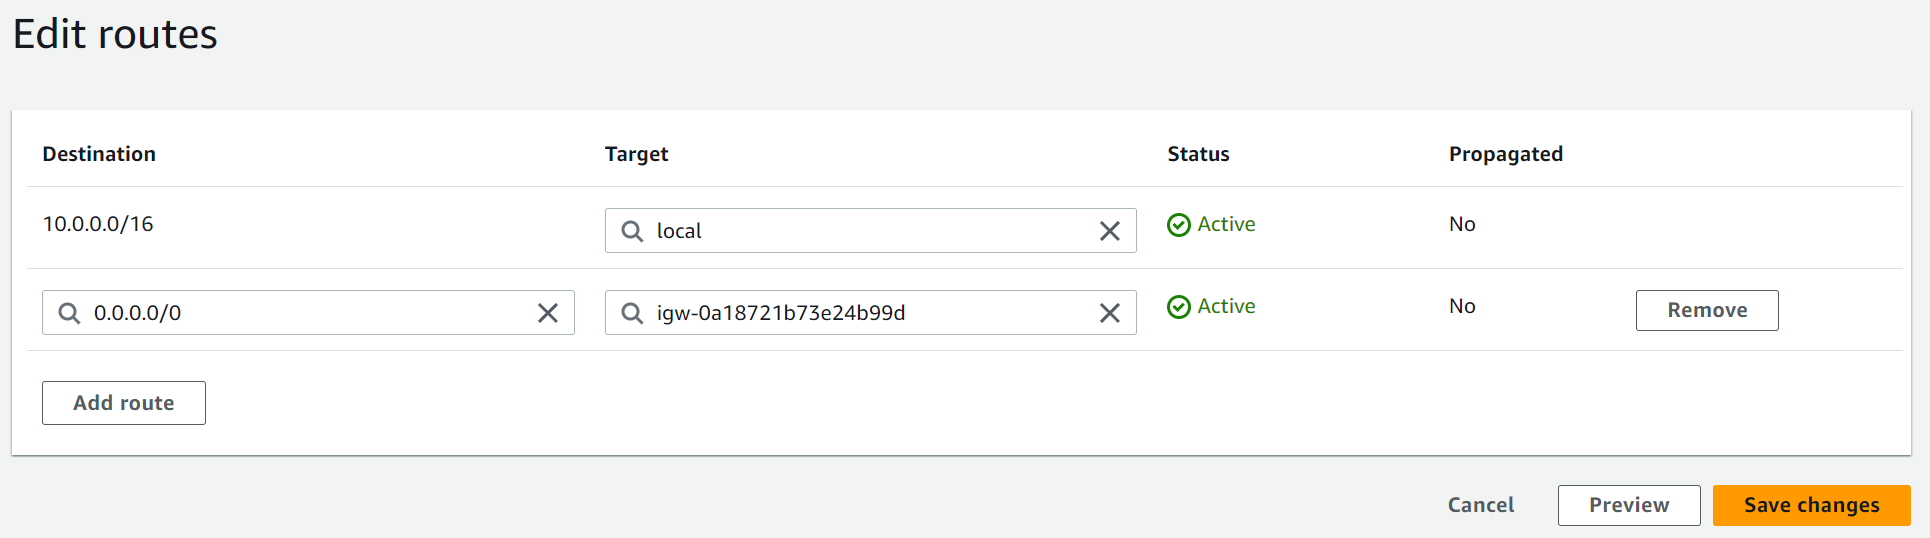 Edit routes
Destination Target Status Propagated
10.0.0.0/16 local Active No
0.0.0.0/0 igw-0a18721b73e24b99d Active No Remove
Add route
Cancel Preview Save changes